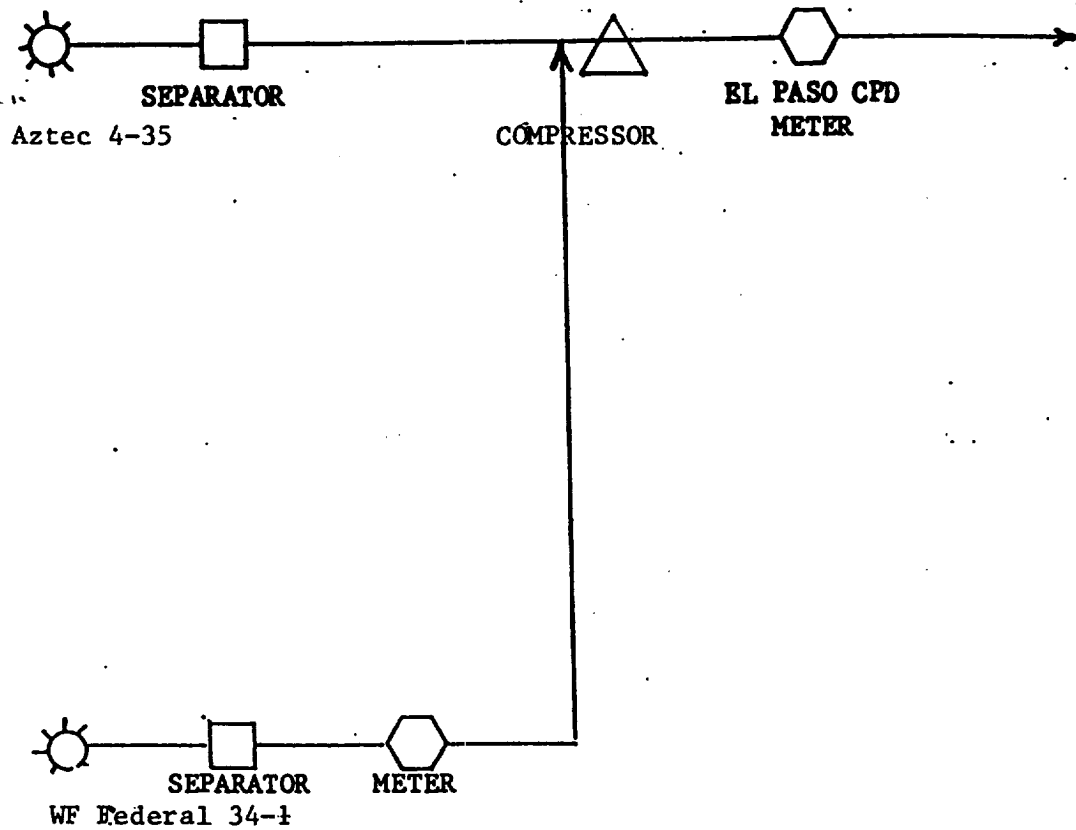 SEPARATOR
Aztec 4-35
COMPRESSOR
EL PASO CPD
METER
SEPARATOR
METER
WF Federal 34-1